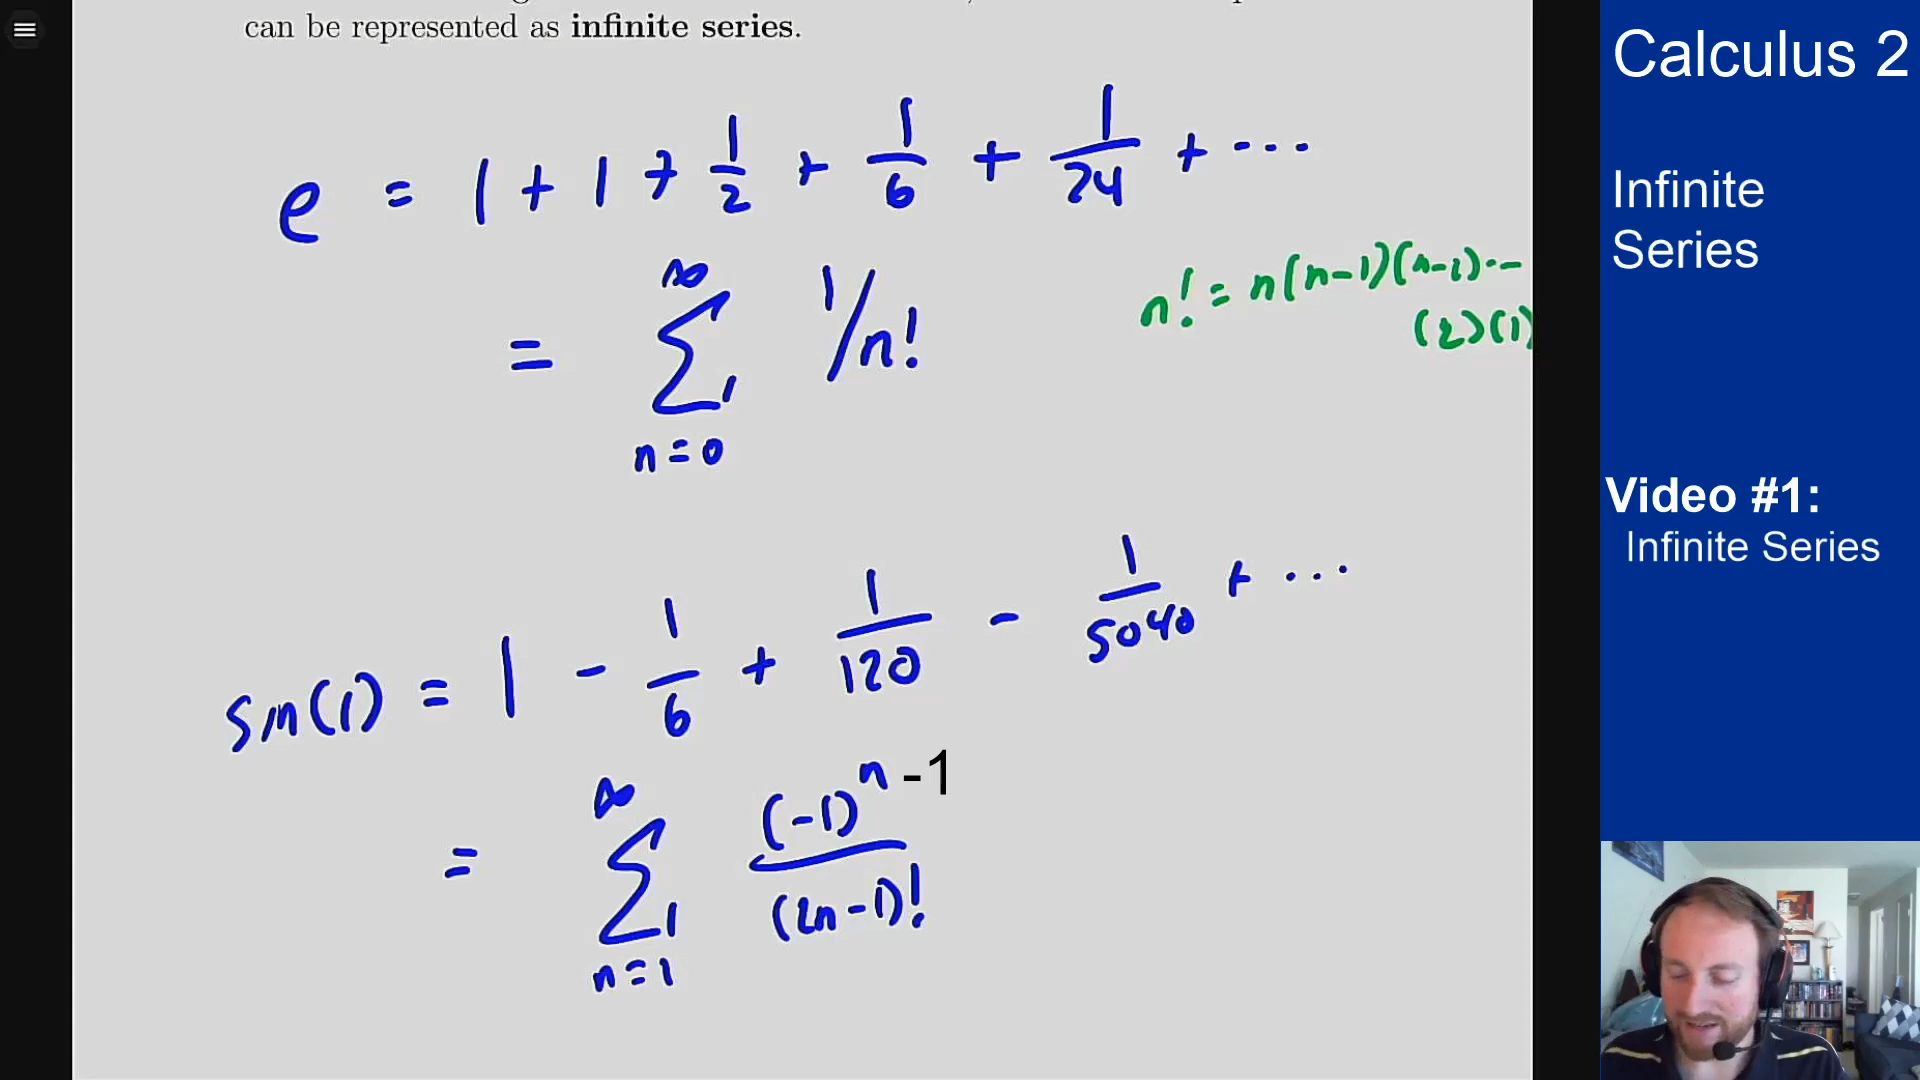 can be represented as infinite series.
e = 1 + 1 + 1/2 + 1/6 + 1/24 + ...
= ∞ ∑ n=0 1/n!
n! = n(n-1)(n-2)...
(2)(1)
sin(1) = 1 - 1/6 + 1/120 - 1/5040 + ...
= ∞ ∑ n=1 (-1)^n -1 / (2n-1)!
Calculus 2
Infinite
Series
Video #1:
Infinite Series